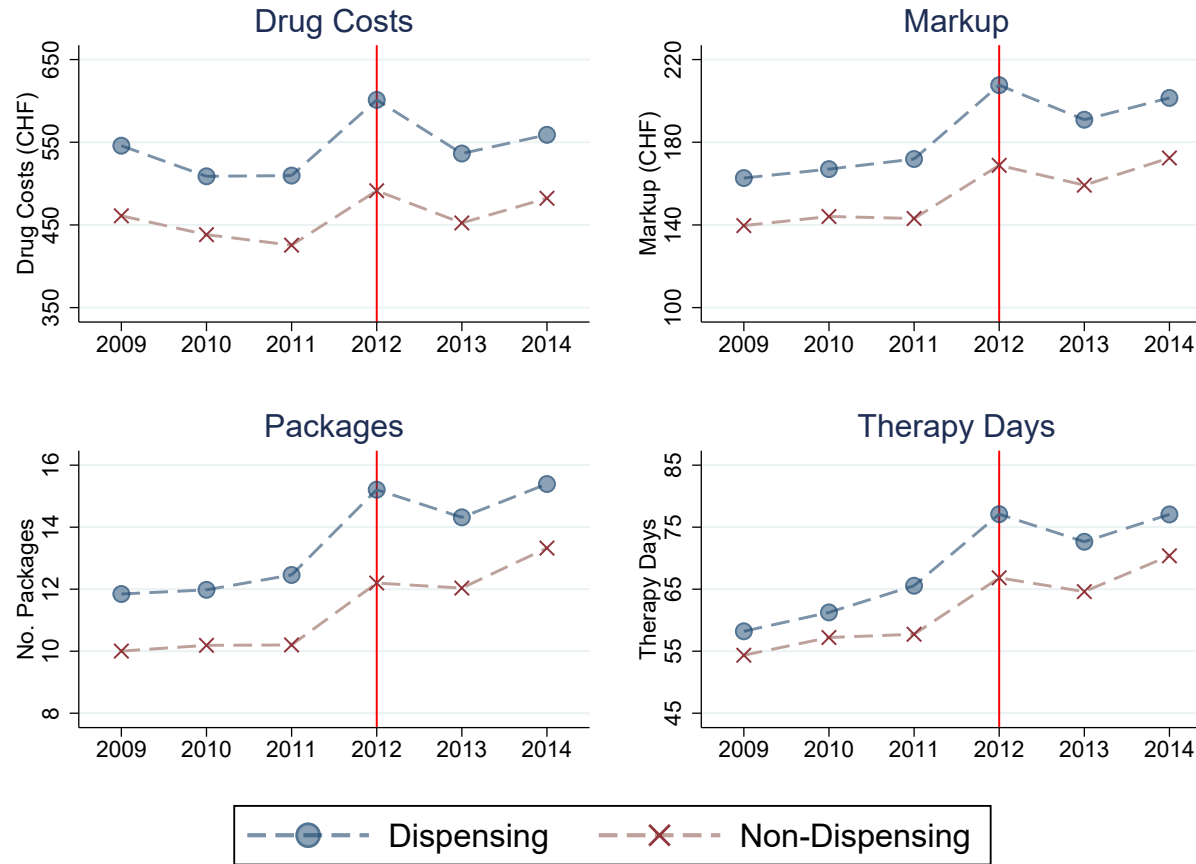 Drug Costs
Drug Costs (CHF)
650
550
450
350
2009 2010 2011 2012 2013 2014
Markup
Markup (CHF)
220
180
140
100
2009 2010 2011 2012 2013 2014
Packages
No. Packages
16
14
12
10
8
2009 2010 2011 2012 2013 2014
Therapy Days
Therapy Days
85
75
65
55
45
2009 2010 2011 2012 2013 2014
Dispensing Non-Dispensing